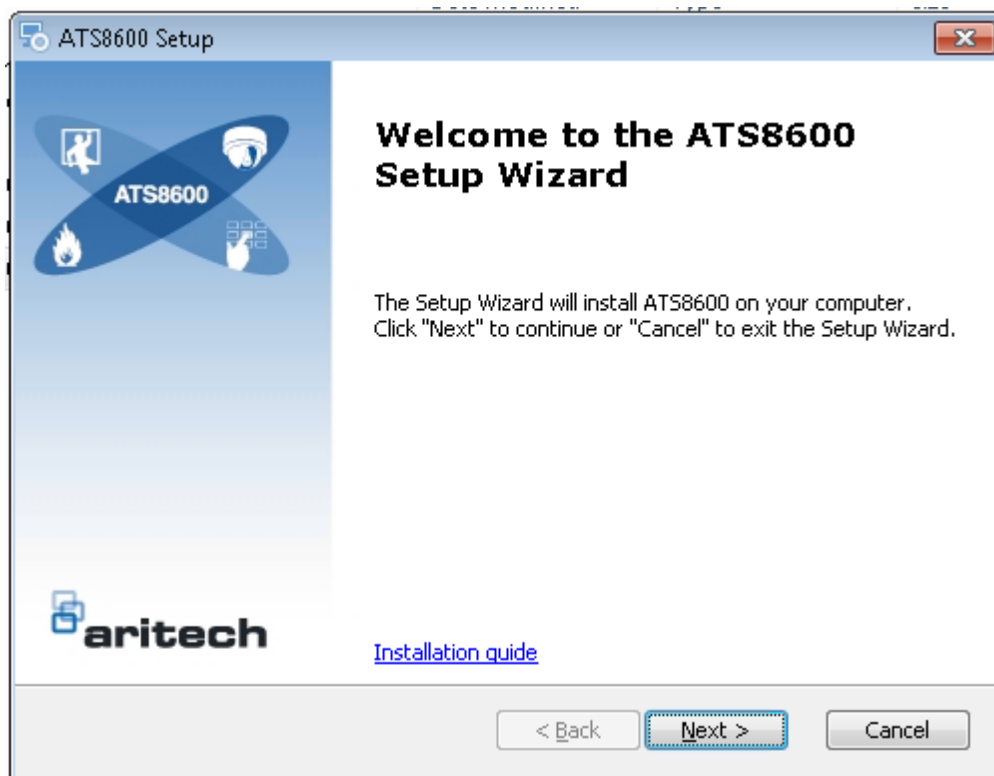 ATS8600 Setup
ATS8600
Welcome to the ATS8600
Setup Wizard
The Setup Wizard will install ATS8600 on your computer.
Click "Next" to continue or "Cancel" to exit the Setup Wizard.
aritech
Installation guide
< Back
Next >
Cancel